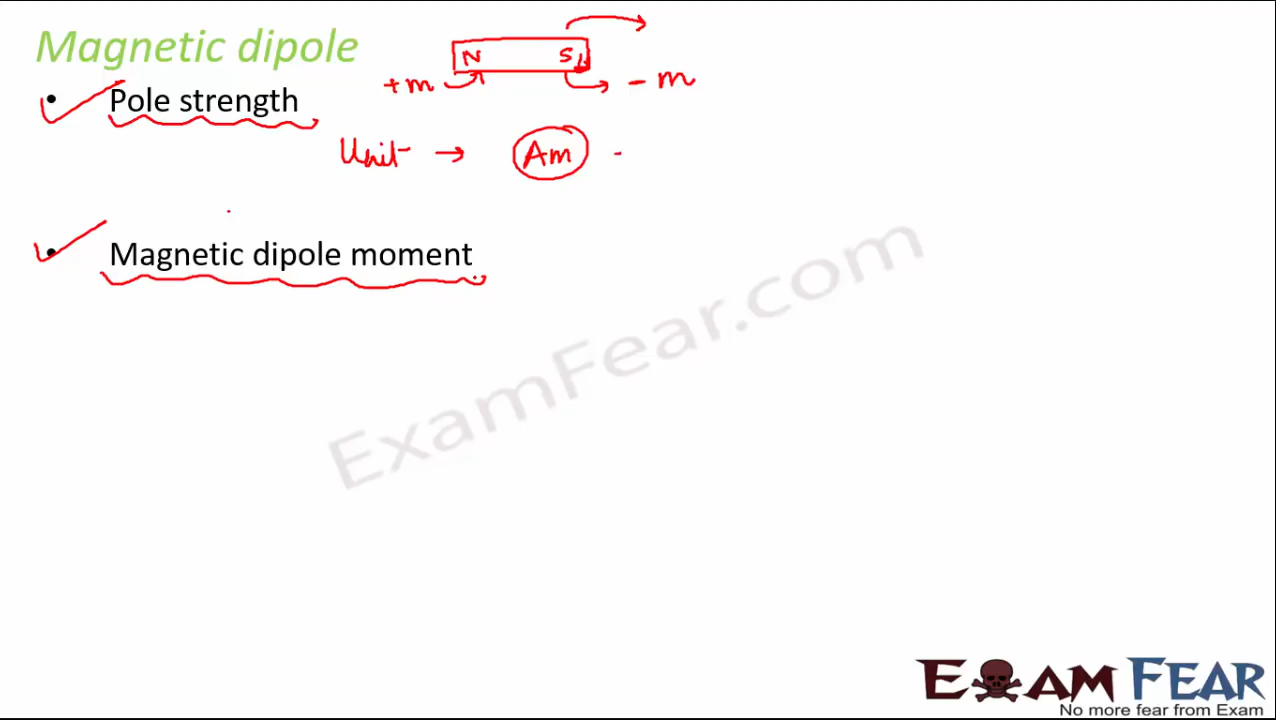 Magnetic dipole
N S
+m - m
• Pole strength
Unit → Am -
• Magnetic dipole moment
ExamFear.com
EXAM FEAR
No more fear from Exam